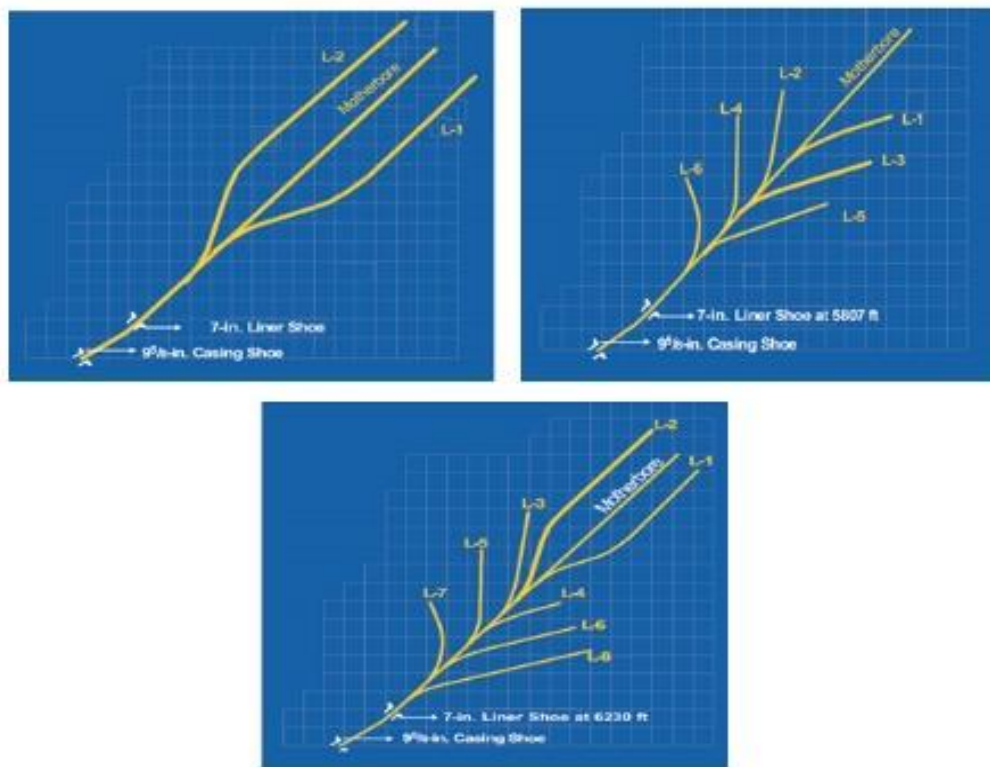 L-2
Motherbore
L-1
7-in. Liner Shoe
9⁵/₈-in. Casing Shoe
Motherbore
L-2
L-4
L-1
L-3
L-6
L-5
7-in. Liner Shoe at 5807 ft
9⁵/₈-in. Casing Shoe
L-2
L-1
Motherbore
L-3
L-5
L-7
L-4
L-6
L-8
7-in. Liner Shoe at 6230 ft
9⁵/₈-in. Casing Shoe